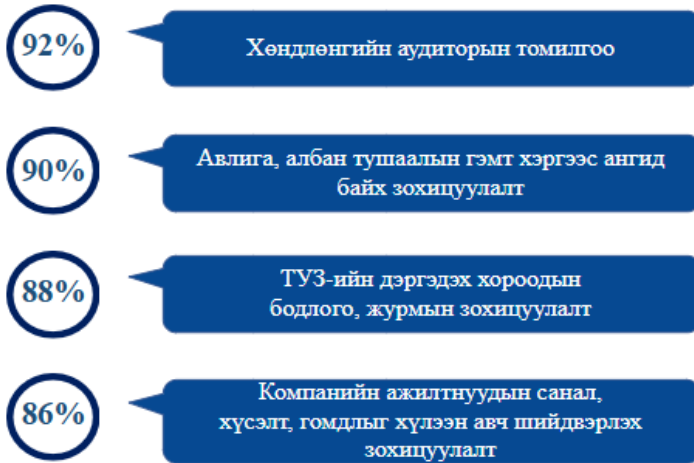 92%
Хөндлөнгийн аудиторын томилгоо
90%
Авлига, албан тушаалын гэмт хэргээс ангид
байх зохицуулалт
88%
ТУЗ-ийн дэргэдэх хороодын
бодлого, журмын зохицуулалт
86%
Компанийн ажилтнуудын санал,
хүсэлт, гомдлыг хүлээн авч шийдвэрлэх
зохицуулалт